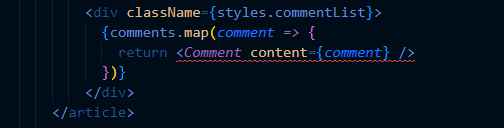 <div className={styles.commentList}>
{comments.map(comment => {
return <Comment content={comment} />
})}
</div>
</article>